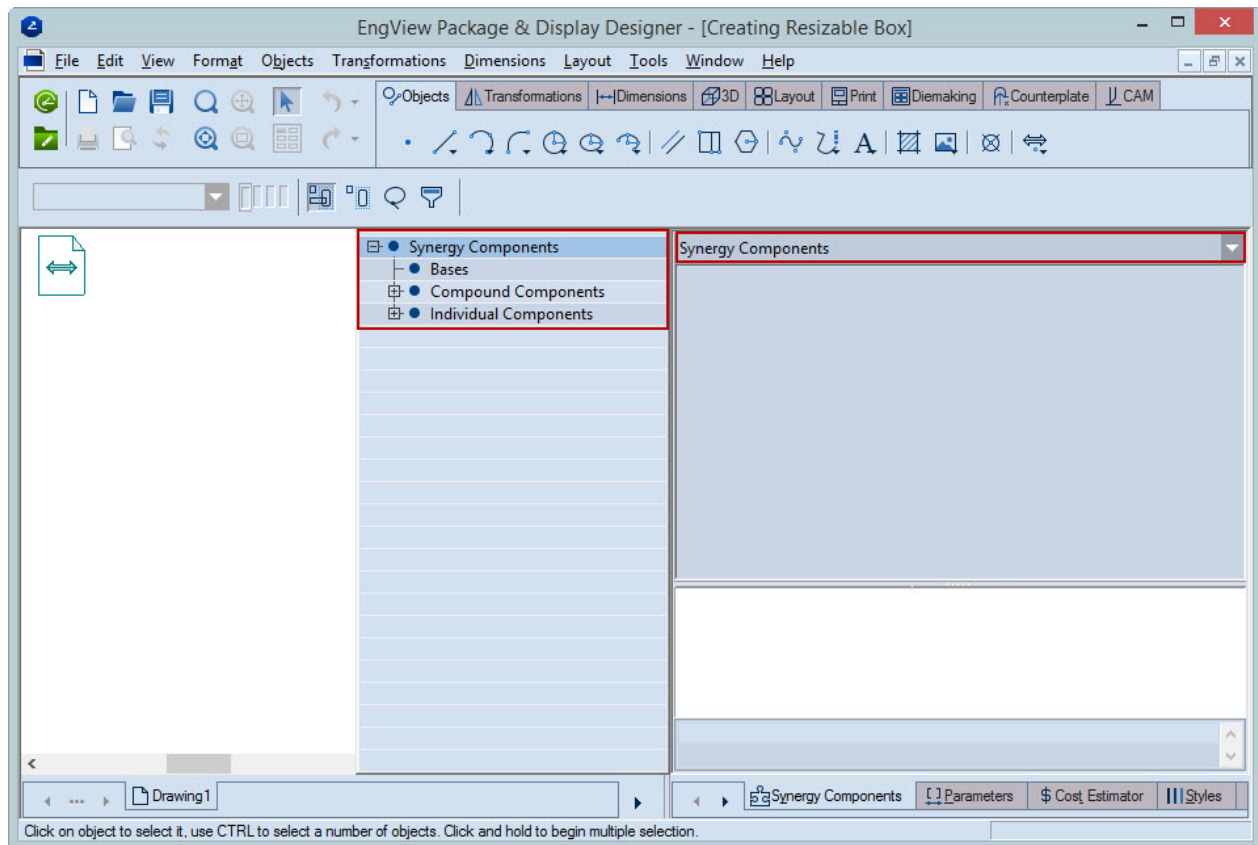 EngView Package & Display Designer - [Creating Resizable Box]
File Edit View Format Objects Transformations Dimensions Layout Tools Window Help
Objects Transformations Dimensions 3D Layout Print Diemaking Counterplate CAM
Synergy Components
Bases
Compound Components
Individual Components
Synergy Components
Drawing1
Synergy Components Parameters $ Cost Estimator Styles
Click on object to select it, use CTRL to select a number of objects. Click and hold to begin multiple selection.